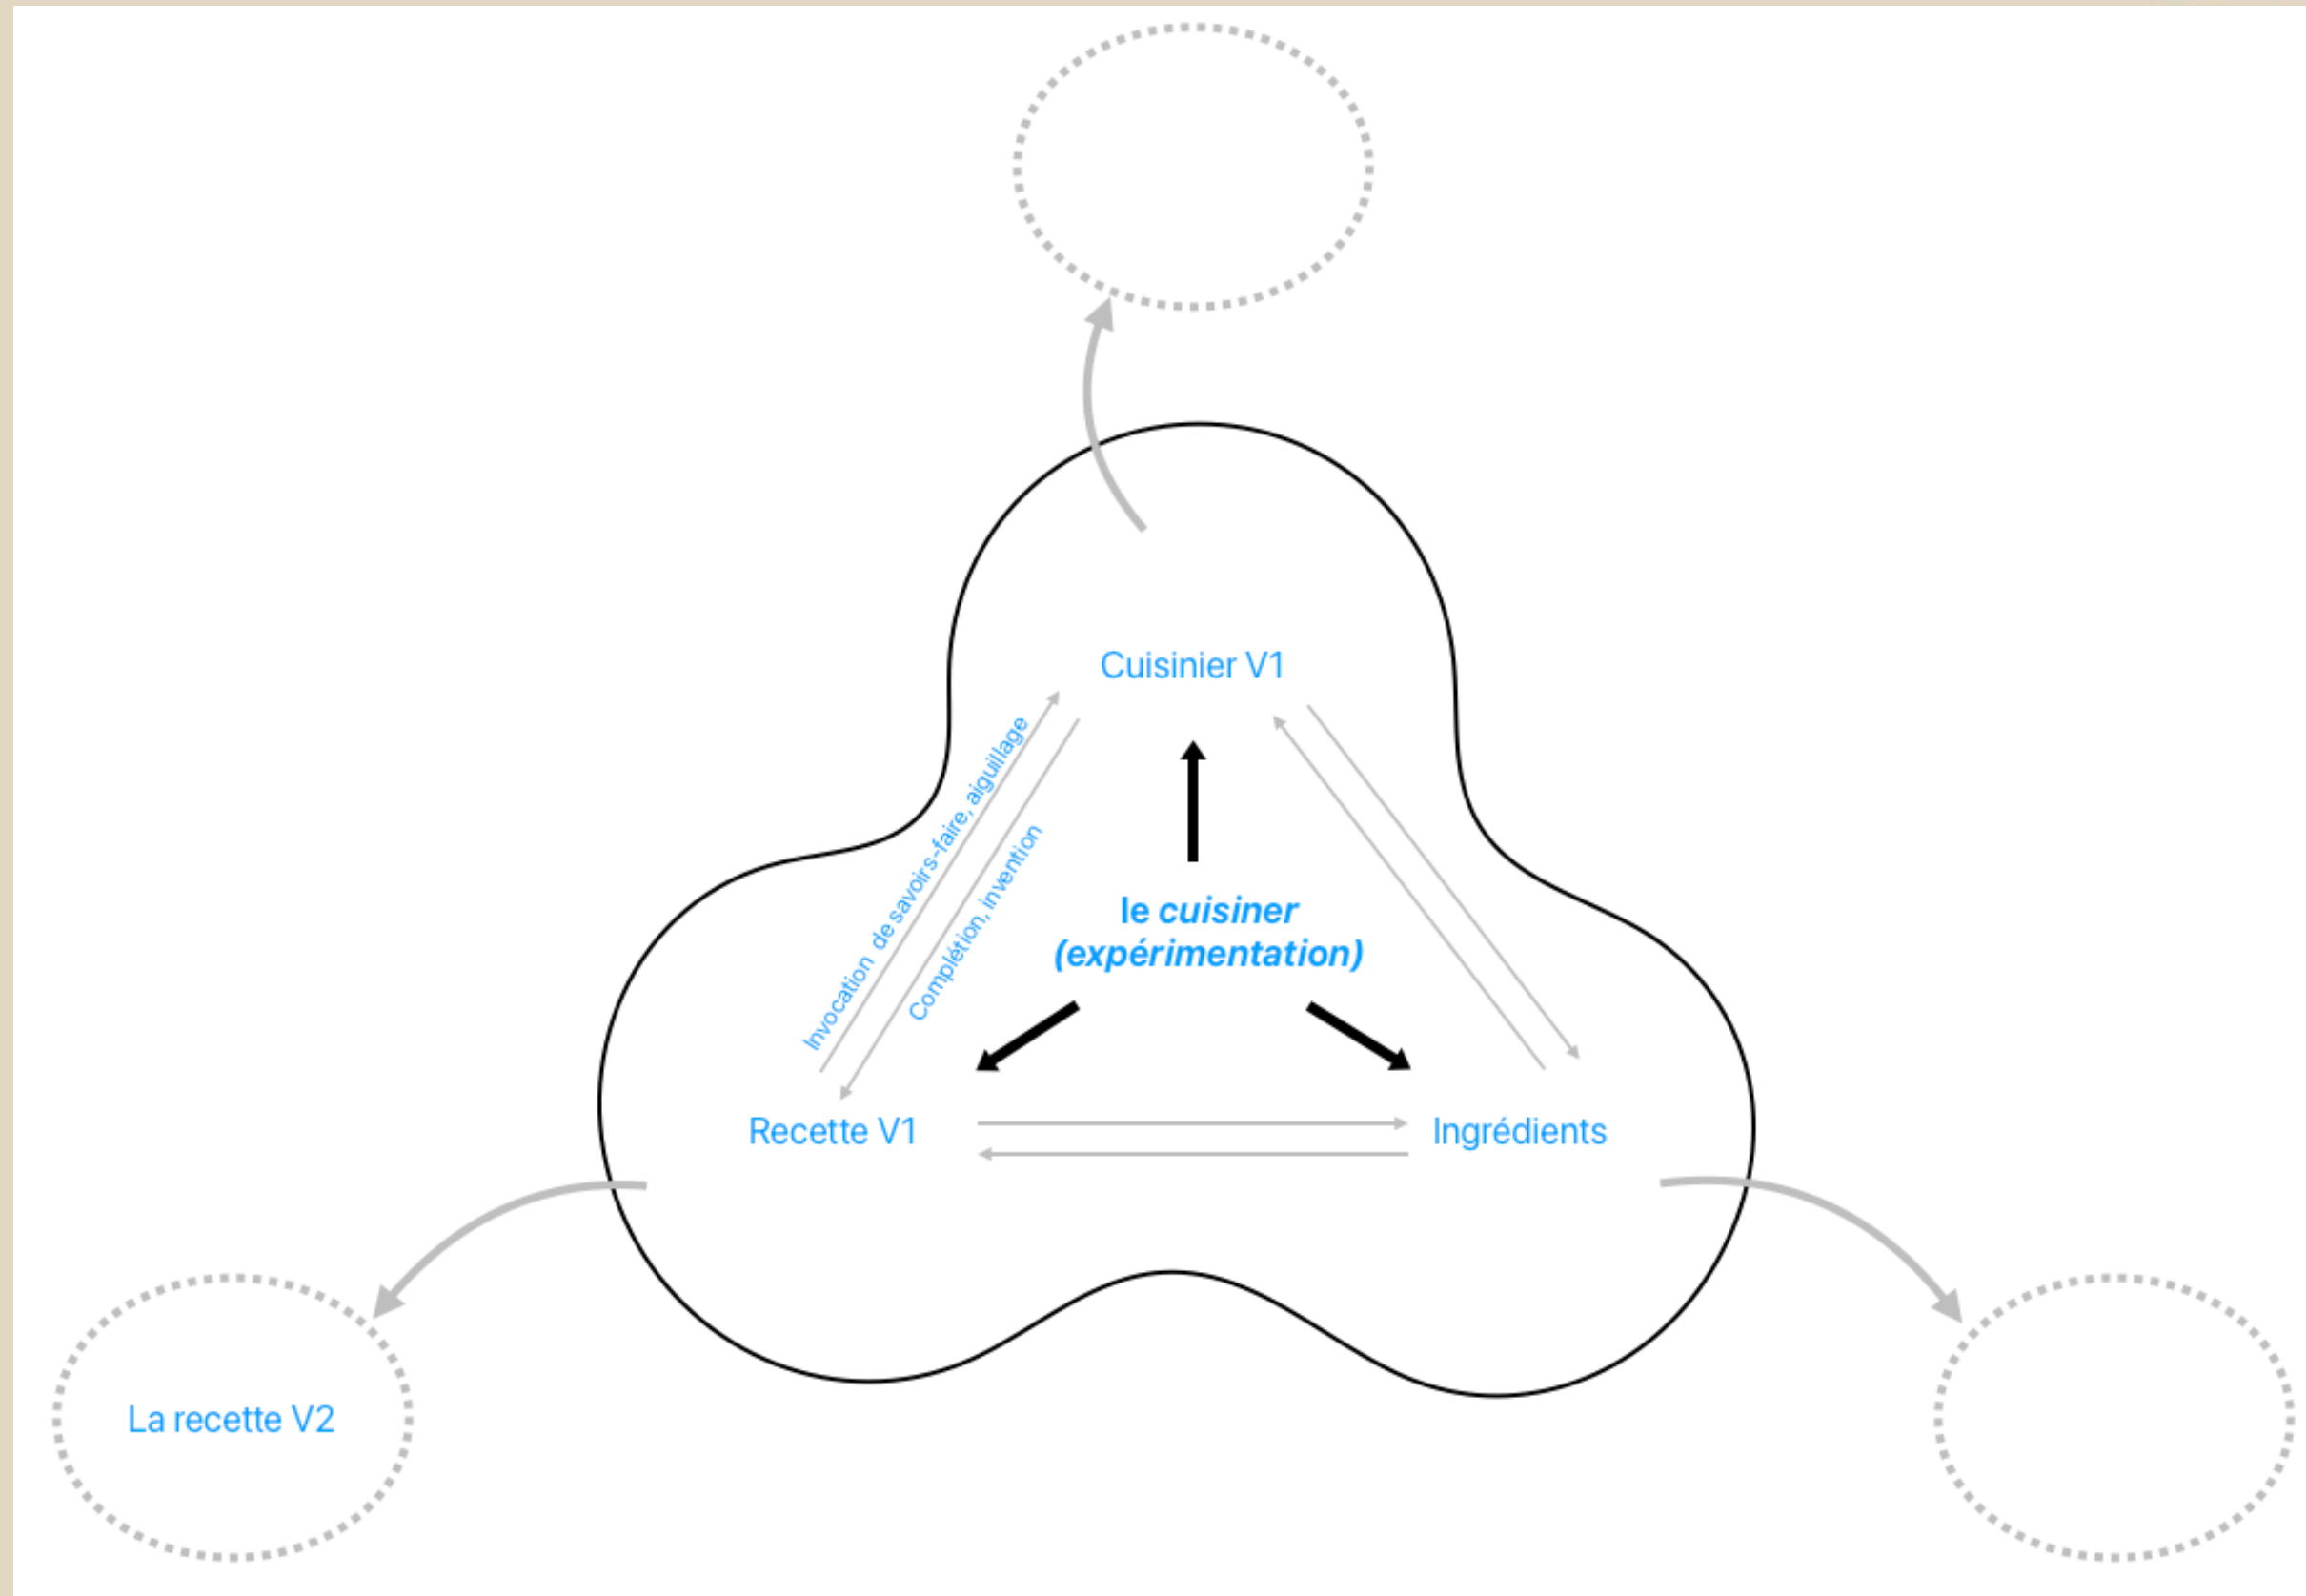 Cuisinier V1
Invocation de savoirs-faire, aiguillage
Complétion, invention
le cuisiner
(expérimentation)
Recette V1
Ingrédients
La recette V2